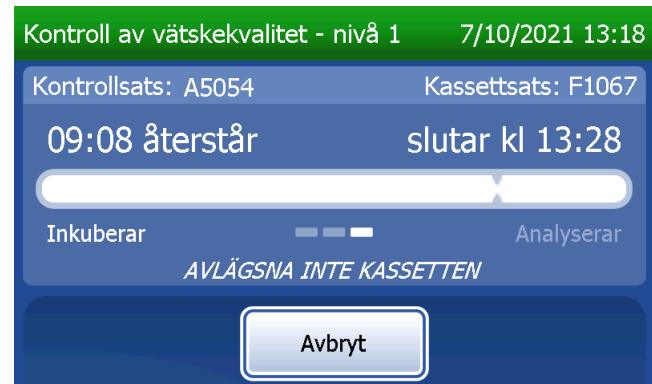 Kontroll av vätskekvalitet - nivå 1 7/10/2021 13:18
Kontrollsats: A5054 Kassettsats: F1067
09:08 återstår slutar kl 13:28
Inkuberar Analyserar
AVLÄGSNA INTE KASSETTEN
Avbryt